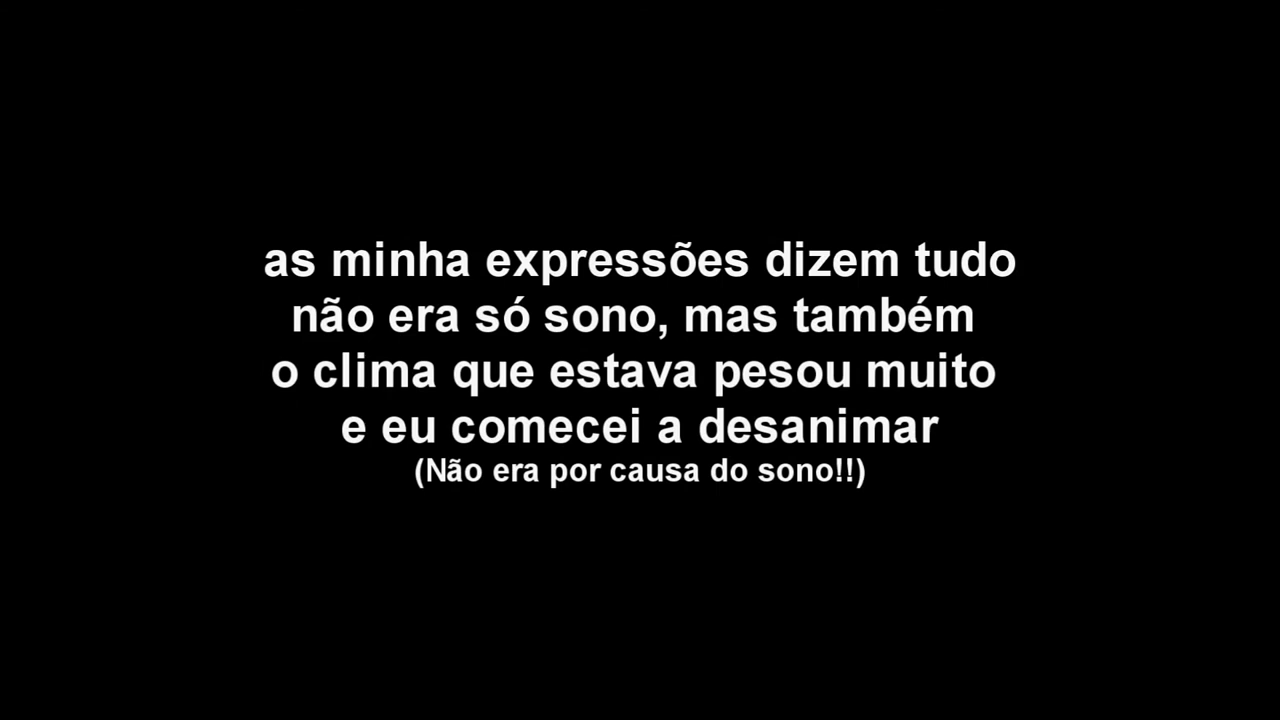 as minha expressões dizem tudo
não era só sono, mas também
o clima que estava pesou muito
e eu comecei a desanimar
(Não era por causa do sono!!)